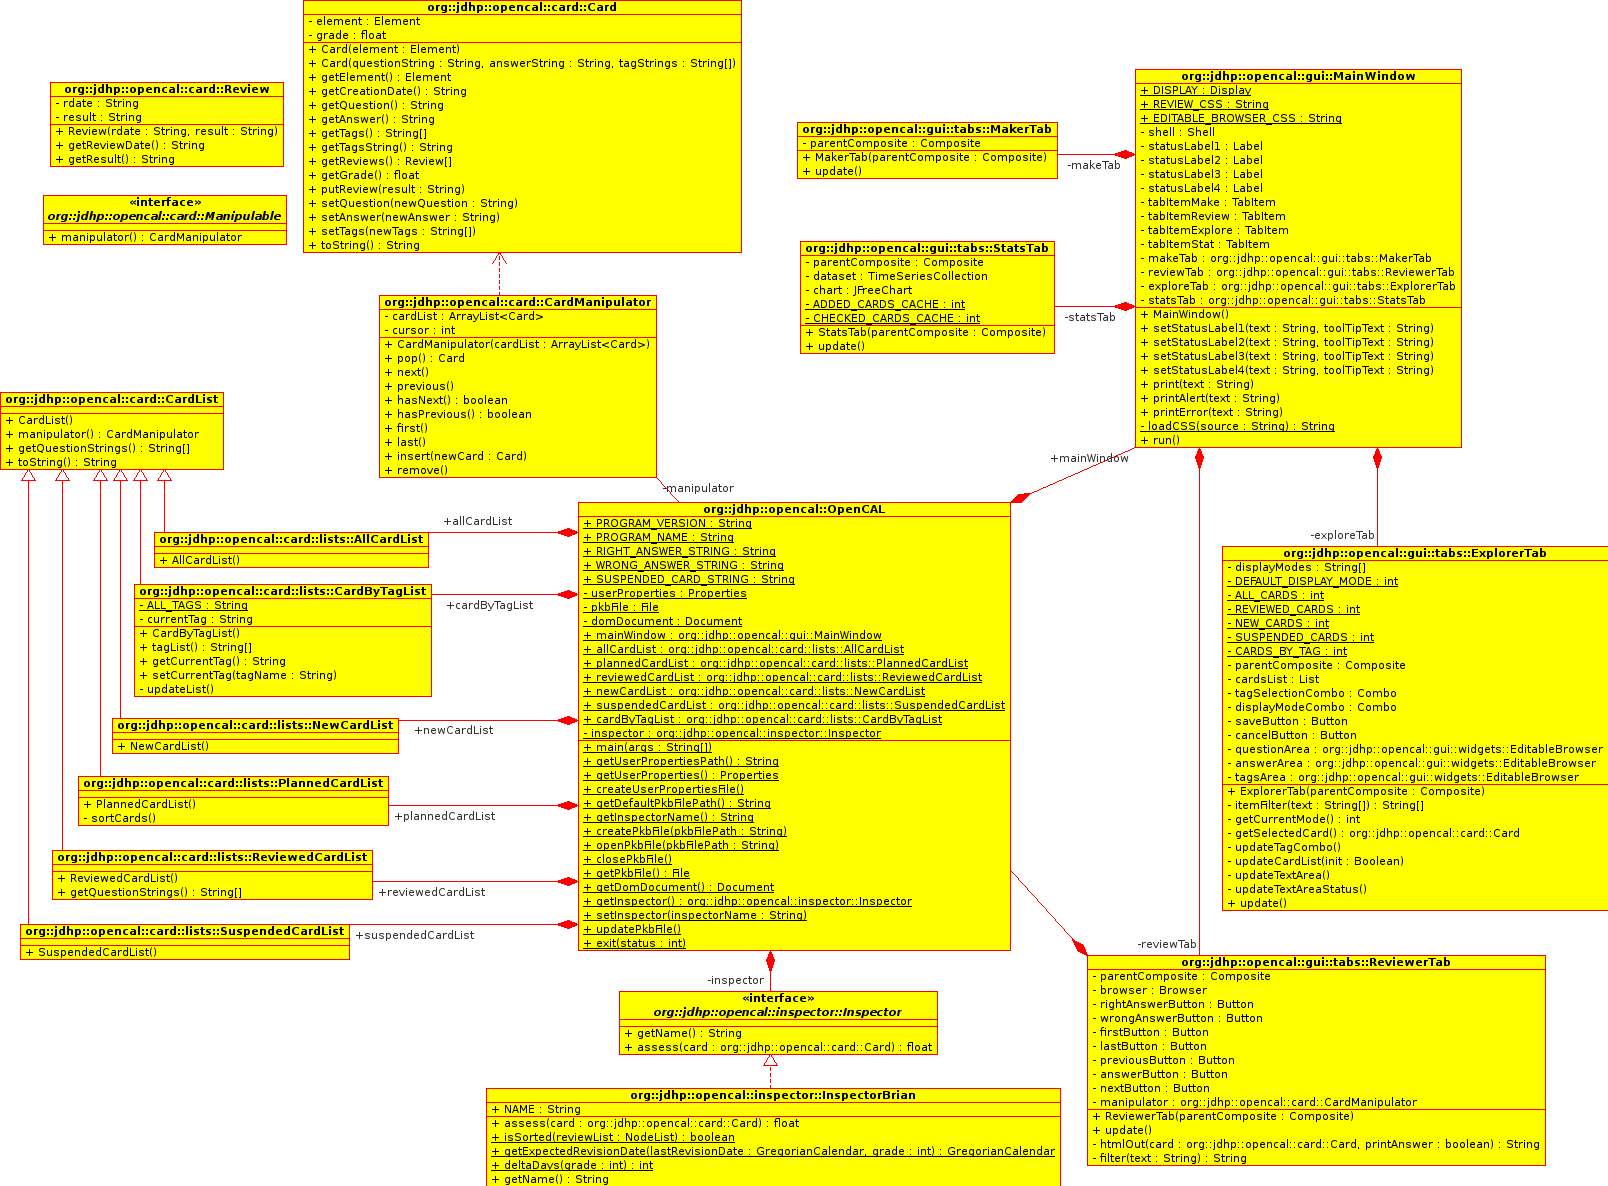 org::jdhp::opencal::card::Card
- element : Element
- grade : float
+ Card(element : Element)
+ Card(questionString : String, answerString : String, tagStrings : String[])
+ getElement() : Element
+ getCreationDate() : String
+ getQuestion() : String
+ getAnswer() : String
+ getTags() : String[]
+ getTagsString() : String
+ getReviews() : Review[]
+ getGrade() : float
+ putReview(result : String)
+ setQuestion(newQuestion : String)
+ setAnswer(newAnswer : String)
+ setTags(newTags : String[])
+ toString() : String
org::jdhp::opencal::card::Review
- rdate : String
- result : String
+ Review(rdate : String, result : String)
+ getReviewDate() : String
+ getResult() : String
«interface»
org::jdhp::opencal::card::Manipulable
+ manipulator() : CardManipulator
org::jdhp::opencal::gui::tabs::MakerTab
- parentComposite : Composite
+ MakerTab(parentComposite : Composite)
+ update()
-makeTab
org::jdhp::opencal::gui::tabs::StatsTab
- parentComposite : Composite
- dataset : TimeSeriesCollection
- chart : JFreeChart
- ADDED_CARDS_CACHE : int
- CHECKED_CARDS_CACHE : int
+ StatsTab(parentComposite : Composite)
+ update()
-statsTab
org::jdhp::opencal::gui::MainWindow
+ DISPLAY : Display
+ REVIEW_CSS : String
+ EDITABLE_BROWSER_CSS : String
- shell : Shell
- statusLabel1 : Label
- statusLabel2 : Label
- statusLabel3 : Label
- statusLabel4 : Label
- tabItemMake : TabItem
- tabItemReview : TabItem
- tabItemExplore : TabItem
- tabItemStat : TabItem
- makeTab : org::jdhp::opencal::gui::tabs::MakerTab
- reviewTab : org::jdhp::opencal::gui::tabs::ReviewerTab
- exploreTab : org::jdhp::opencal::gui::tabs::ExplorerTab
- statsTab : org::jdhp::opencal::gui::tabs::StatsTab
+ MainWindow()
+ setStatusLabel1(text : String, toolTipText : String)
+ setStatusLabel2(text : String, toolTipText : String)
+ setStatusLabel3(text : String, toolTipText : String)
+ setStatusLabel4(text : String, toolTipText : String)
+ print(text : String)
+ printAlert(text : String)
+ printError(text : String)
- loadCSS(source : String) : String
+ run()
org::jdhp::opencal::card::CardManipulator
- cardList : ArrayList<Card>
- cursor : int
+ CardManipulator(cardList : ArrayList<Card>)
+ pop() : Card
+ next()
+ previous()
+ hasNext() : boolean
+ hasPrevious() : boolean
+ first()
+ last()
+ insert(newCard : Card)
+ remove()
-manipulator
+mainWindow
org::jdhp::opencal::card::CardList
+ CardList()
+ manipulator() : CardManipulator
+ getQuestionStrings() : String[]
+ toString() : String
org::jdhp::opencal::card::lists::AllCardList
+ AllCardList()
+allCardList
org::jdhp::opencal::card::lists::CardByTagList
- ALL_TAGS : String
- currentTag : String
+ CardByTagList()
+ tagList() : String[]
+ getCurrentTag() : String
+ setCurrentTag(tagName : String)
- updateList()
+cardByTagList
org::jdhp::opencal::card::lists::NewCardList
+ NewCardList()
+newCardList
org::jdhp::opencal::card::lists::PlannedCardList
+ PlannedCardList()
- sortCards()
+plannedCardList
org::jdhp::opencal::card::lists::ReviewedCardList
+ ReviewedCardList()
+ getQuestionStrings() : String[]
+reviewedCardList
org::jdhp::opencal::card::lists::SuspendedCardList
+ SuspendedCardList()
+suspendedCardList
org::jdhp::opencal::OpenCAL
+ PROGRAM_VERSION : String
+ PROGRAM_NAME : String
+ RIGHT_ANSWER_STRING : String
+ WRONG_ANSWER_STRING : String
+ SUSPENDED_CARD_STRING : String
- userProperties : Properties
- pkbFile : File
- domDocument : Document
+ mainWindow : org::jdhp::opencal::gui::MainWindow
+ allCardList : org::jdhp::opencal::card::lists::AllCardList
+ plannedCardList : org::jdhp::opencal::card::lists::PlannedCardList
+ reviewedCardList : org::jdhp::opencal::card::lists::ReviewedCardList
+ newCardList : org::jdhp::opencal::card::lists::NewCardList
+ suspendedCardList : org::jdhp::opencal::card::lists::SuspendedCardList
+ cardByTagList : org::jdhp::opencal::card::lists::CardByTagList
- inspector : org::jdhp::opencal::inspector::Inspector
+ main(args : String[])
+ getUserPropertiesPath() : String
+ getUserProperties() : Properties
+ createUserPropertiesFile()
+ getDefaultPkbFilePath() : String
+ getInspectorName() : String
+ createPkbFile(pkbFilePath : String)
+ openPkbFile(pkbFilePath : String)
+ closePkbFile()
+ getPkbFile() : File
+ getDomDocument() : Document
+ getInspector() : org::jdhp::opencal::inspector::Inspector
+ setInspector(inspectorName : String)
+ updatePkbFile()
+ exit(status : int)
-inspector
«interface»
org::jdhp::opencal::inspector::Inspector
+ getName() : String
+ assess(card : org::jdhp::opencal::card::Card) : float
org::jdhp::opencal::inspector::InspectorBrian
+ NAME : String
+ assess(card : org::jdhp::opencal::card::Card) : float
+ isSorted(reviewList : NodeList) : boolean
+ getExpectedRevisionDate(lastRevisionDate : GregorianCalendar, grade : int) : GregorianCalendar
+ deltaDays(grade : int) : int
+ getName() : String
-exploreTab
org::jdhp::opencal::gui::tabs::ExplorerTab
- displayModes : String[]
- DEFAULT_DISPLAY_MODE : int
- ALL_CARDS : int
- REVIEWED_CARDS : int
- NEW_CARDS : int
- SUSPENDED_CARDS : int
- CARDS_BY_TAG : int
- parentComposite : Composite
- cardsList : List
- tagSelectionCombo : Combo
- displayModeCombo : Combo
- saveButton : Button
- cancelButton : Button
- questionArea : org::jdhp::opencal::gui::widgets::EditableBrowser
- answerArea : org::jdhp::opencal::gui::widgets::EditableBrowser
- tagsArea : org::jdhp::opencal::gui::widgets::EditableBrowser
+ ExplorerTab(parentComposite : Composite)
- itemFilter(text : String[]) : String[]
- getCurrentMode() : int
- getSelectedCard() : org::jdhp::opencal::card::Card
- updateTagCombo()
- updateCardList(init : Boolean)
- updateTextArea()
- updateTextAreaStatus()
+ update()
-reviewTab
org::jdhp::opencal::gui::tabs::ReviewerTab
- parentComposite : Composite
- browser : Browser
- rightAnswerButton : Button
- wrongAnswerButton : Button
- firstButton : Button
- lastButton : Button
- previousButton : Button
- answerButton : Button
- nextButton : Button
- manipulator : org::jdhp::opencal::card::CardManipulator
+ ReviewerTab(parentComposite : Composite)
+ update()
- htmlOut(card : org::jdhp::opencal::card::Card, printAnswer : boolean) : String
- filter(text : String) : String